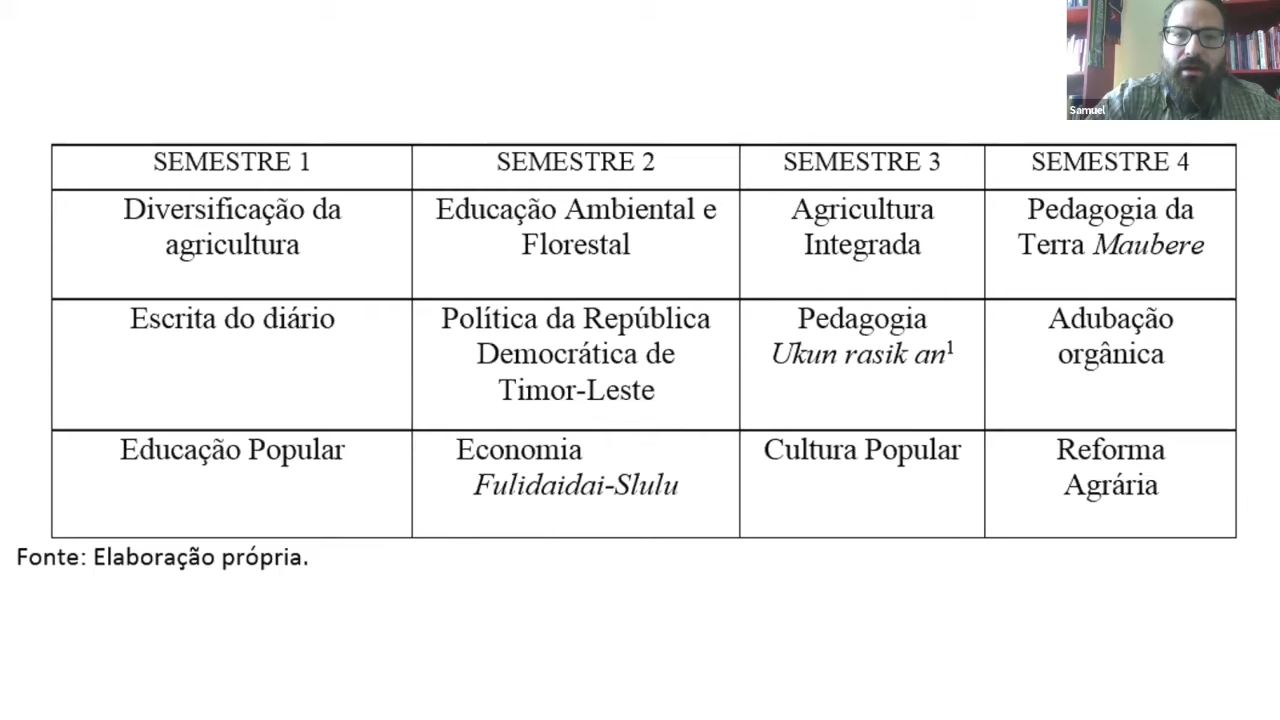 Samuel
SEMESTRE 1
SEMESTRE 2
SEMESTRE 3
SEMESTRE 4
Diversificação da
agricultura
Educação Ambiental e
Florestal
Agricultura
Integrada
Pedagogia da
Terra Maubere
Escrita do diário
Política da República
Democrática de
Timor-Leste
Pedagogia
Ukun rasik an¹
Adubação
orgânica
Educação Popular
Economia
Fulidaidai-Slulu
Cultura Popular
Reforma
Agrária
Fonte: Elaboração própria.